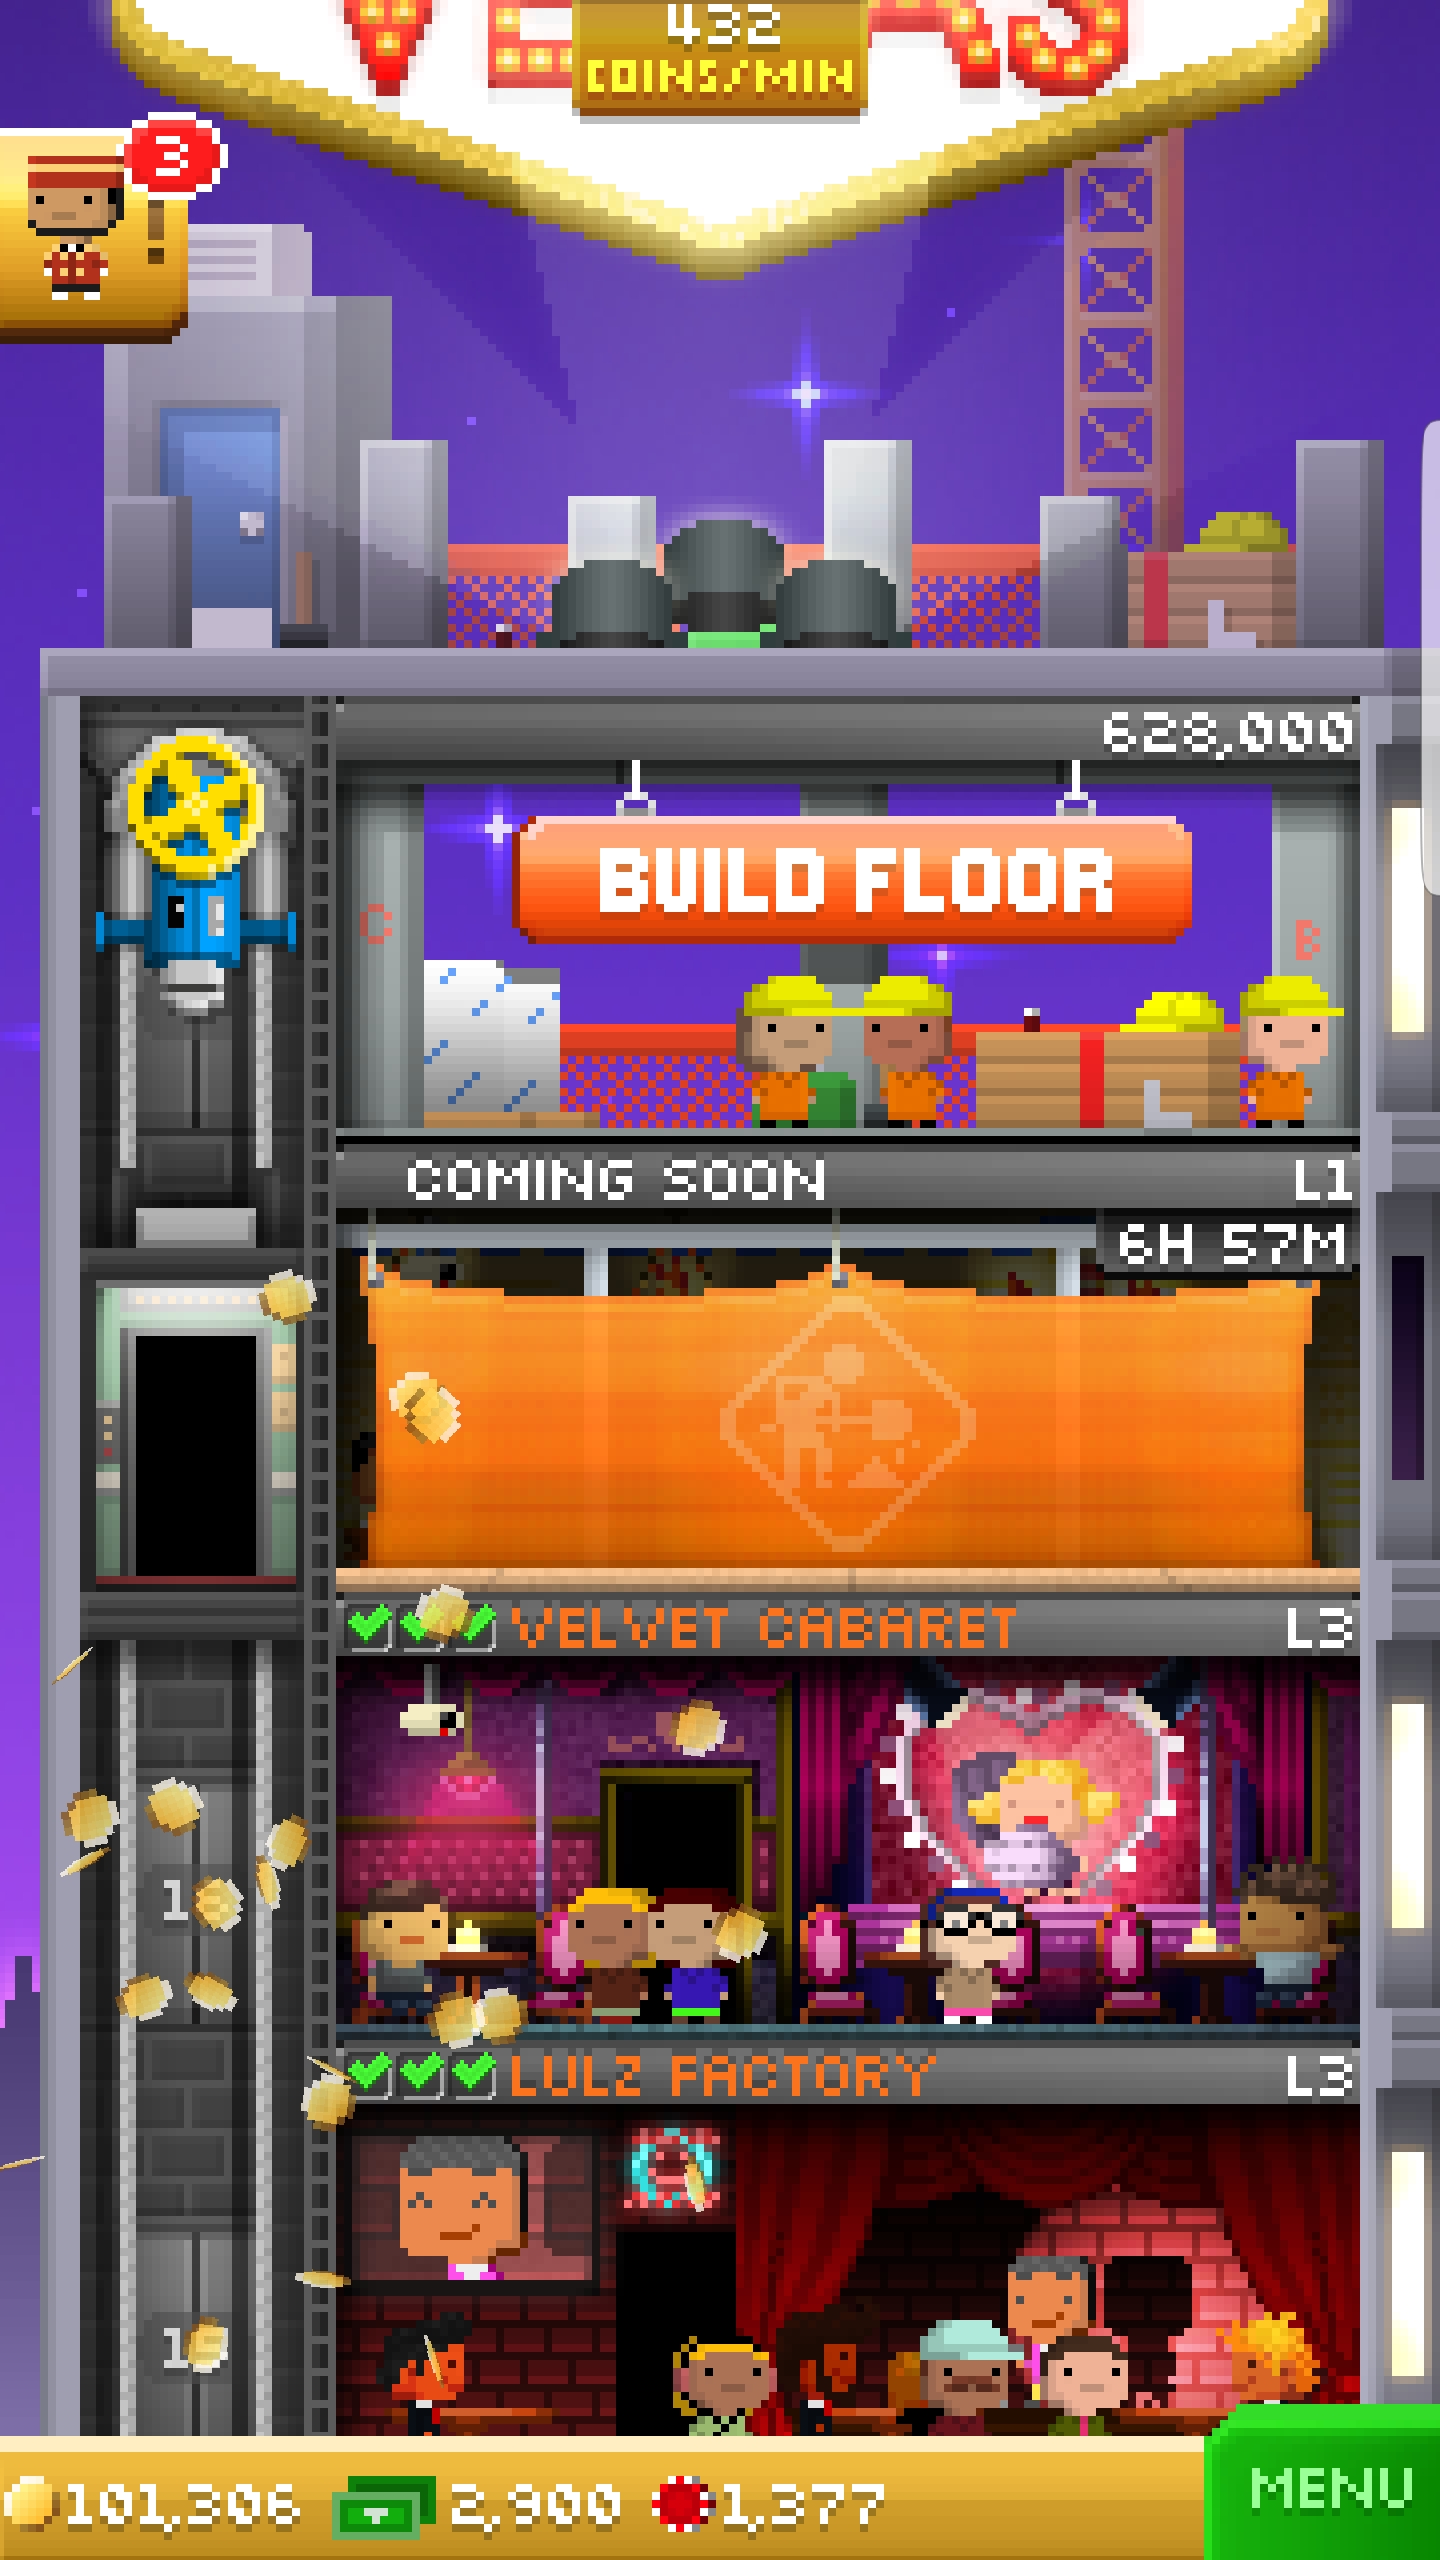 432
COINS/MIN
3
628,000
BUILD FLOOR
C
B
COMING SOON
L1
6H 57M
VELVET CABARET
L3
LULZ FACTORY
L3
101,306
2,900
1,377
MENU